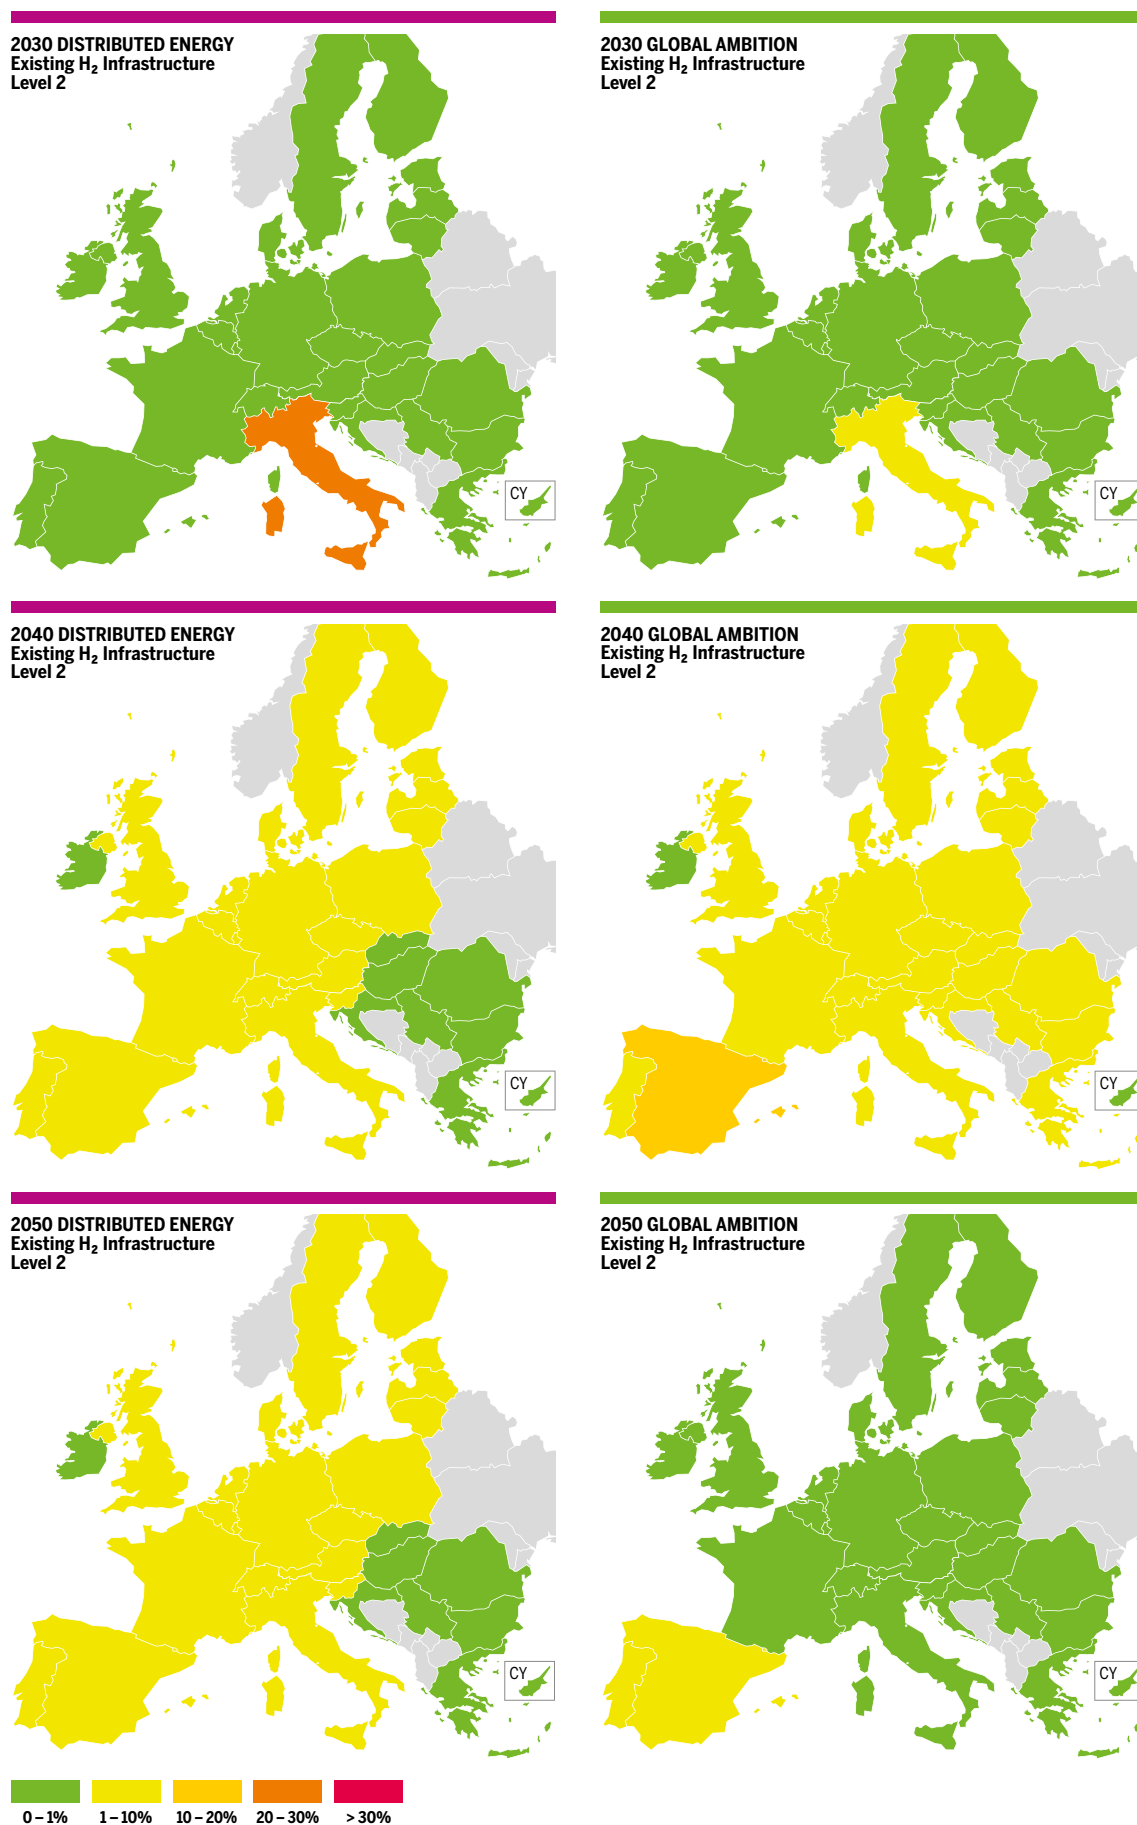 2030 DISTRIBUTED ENERGY
Existing H₂ Infrastructure
Level 2
CY
2030 GLOBAL AMBITION
Existing H₂ Infrastructure
Level 2
CY
2040 DISTRIBUTED ENERGY
Existing H₂ Infrastructure
Level 2
CY
2040 GLOBAL AMBITION
Existing H₂ Infrastructure
Level 2
CY
2050 DISTRIBUTED ENERGY
Existing H₂ Infrastructure
Level 2
CY
2050 GLOBAL AMBITION
Existing H₂ Infrastructure
Level 2
CY
0 – 1% 1 – 10% 10 – 20% 20 – 30% > 30%